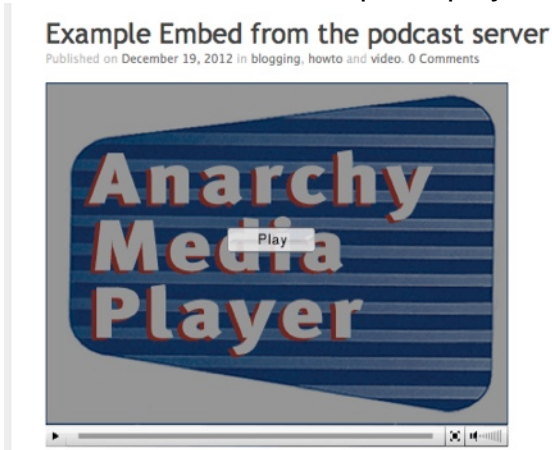 Example Embed from the podcast server
Published on December 19, 2012 in blogging, howto and video. 0 Comments
Anarchy
Media
Play
Player